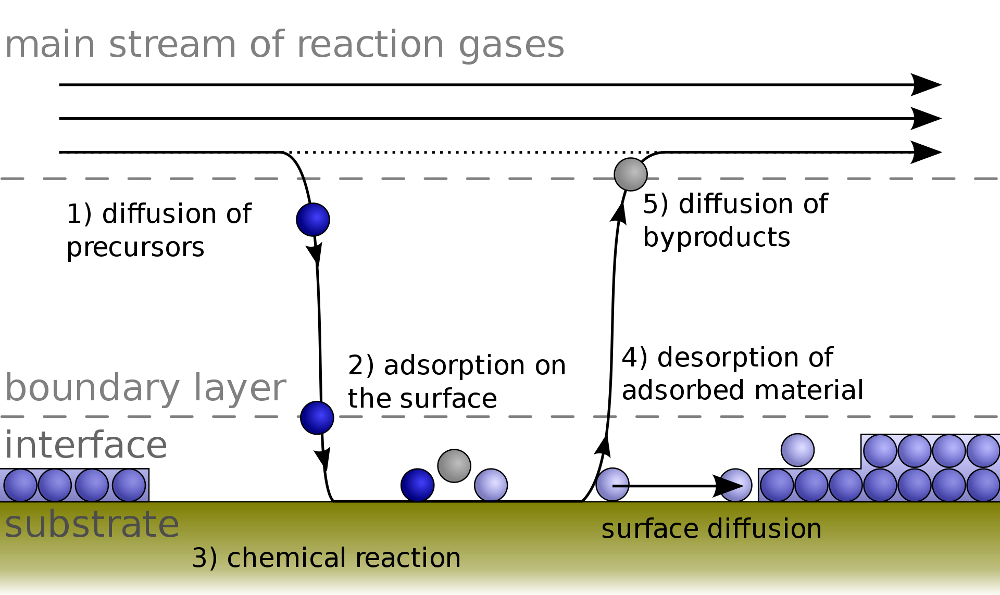 main stream of reaction gases
1) diffusion of
precursors
5) diffusion of
byproducts
2) adsorption on
the surface
4) desorption of
adsorbed material
boundary layer
interface
substrate
surface diffusion
3) chemical reaction